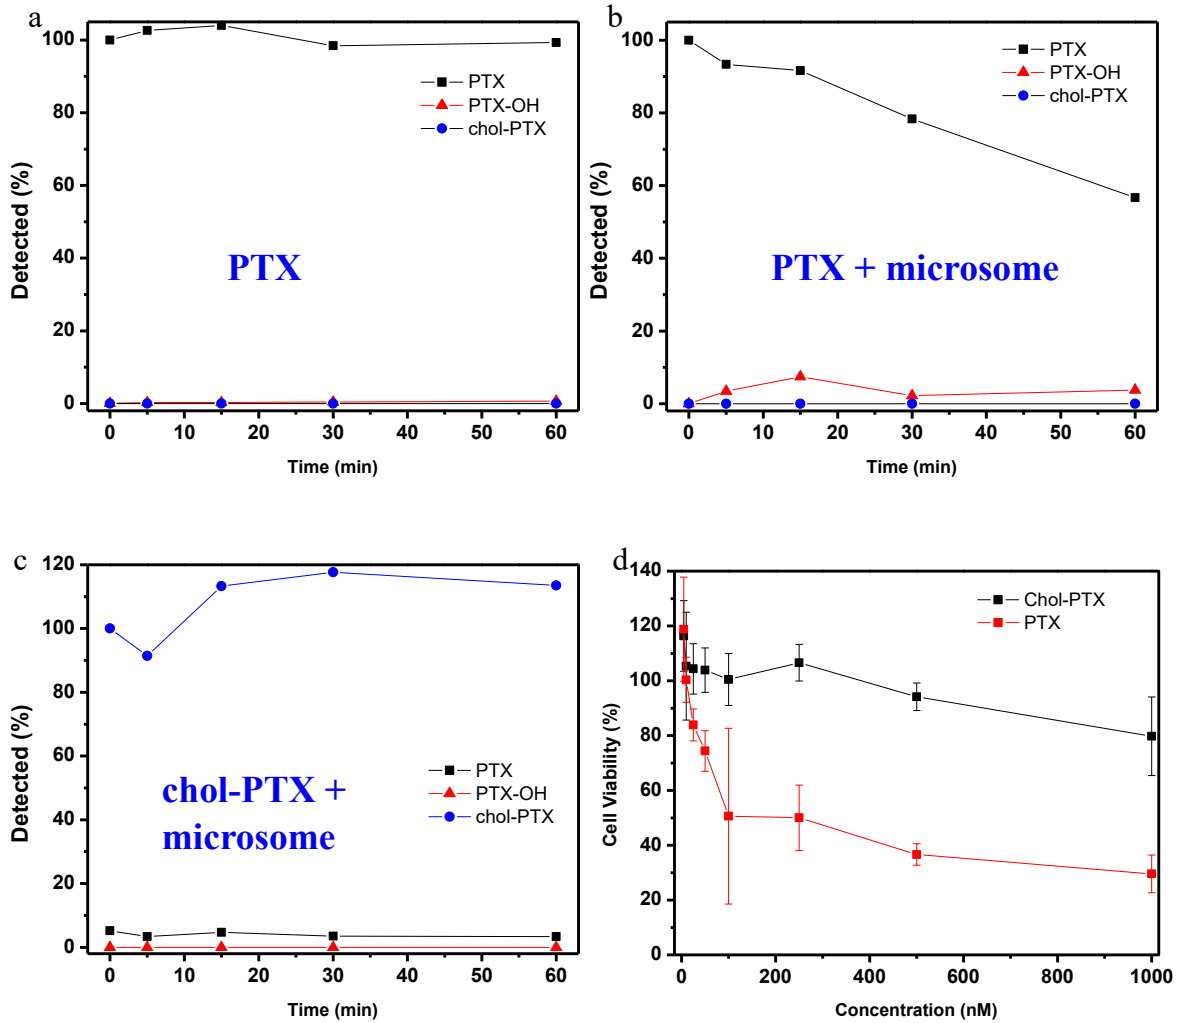 a
100
80
60
40
20
0
Detected (%)
PTX
PTX-OH
chol-PTX
PTX
0
10
20
30
40
50
60
Time (min)
b
100
80
60
40
20
0
Detected (%)
PTX
PTX-OH
chol-PTX
PTX + microsome
0
10
20
30
40
50
60
Time (min)
c
120
100
80
60
40
20
0
Detected (%)
PTX
PTX-OH
chol-PTX
chol-PTX +
microsome
0
10
20
30
40
50
60
Time (min)
d
140
120
100
80
60
40
20
0
Cell Viability (%)
Chol-PTX
PTX
0
200
400
600
800
1000
Concentration (nM)